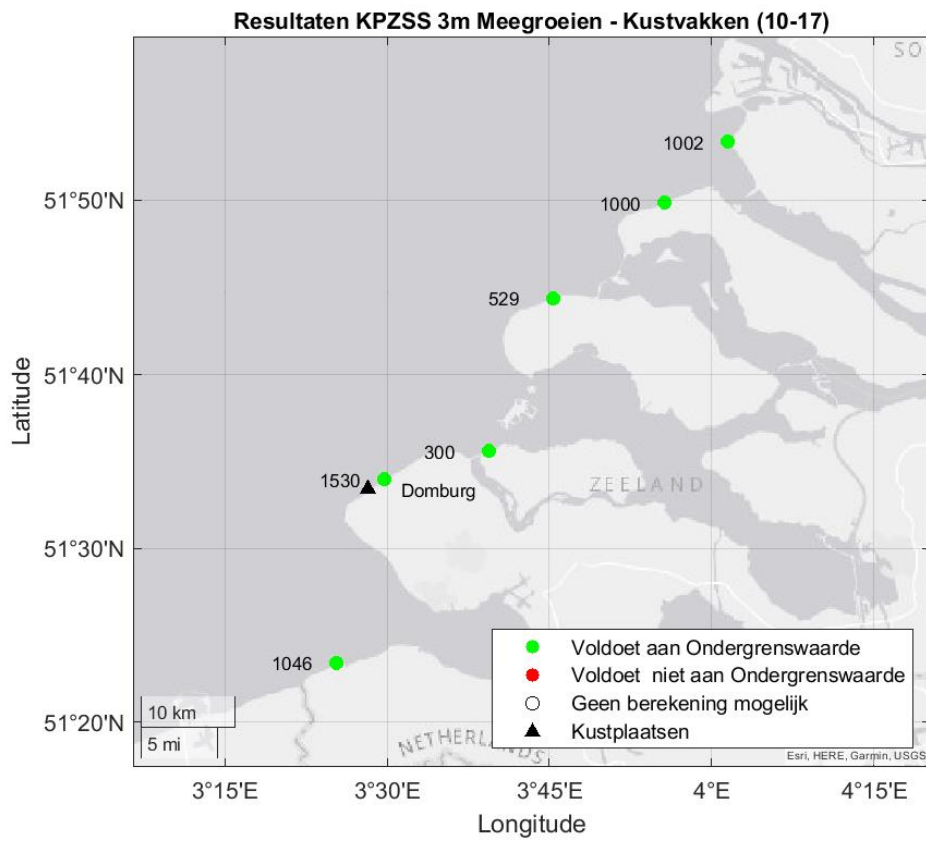 Resultaten KPZSS 3m Meegroeien - Kustvakken (10-17)
SO
1002
51°50'N
1000
529
51°40'N
300
1530
Domburg
ZEELAND
51°30'N
1046
Voldoet aan Ondergrenswaarde
Voldoet niet aan Ondergrenswaarde
Geen berekening mogelijk
Kustplaatsen
10 km
5 mi
51°20'N
NETHERLANDS
Esri, HERE, Garmin, USGS
3°15'E
3°30'E
3°45'E
4°E
4°15'E
Longitude
Latitude